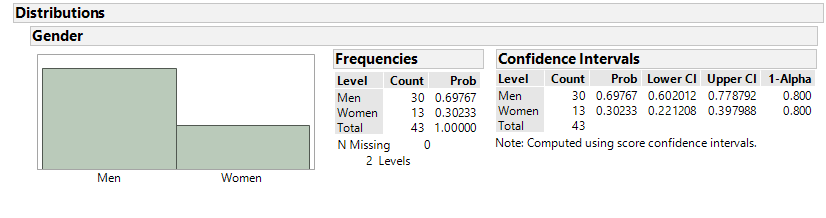 Distributions
Gender
Men Women
Frequencies
Level Count Prob
Men 30 0.69767
Women 13 0.30233
Total 43 1.00000
N Missing 0
2 Levels
Confidence Intervals
Level Count Prob Lower CI Upper CI 1-Alpha
Men 30 0.69767 0.602012 0.778792 0.800
Women 13 0.30233 0.221208 0.397988 0.800
Total 43
Note: Computed using score confidence intervals.